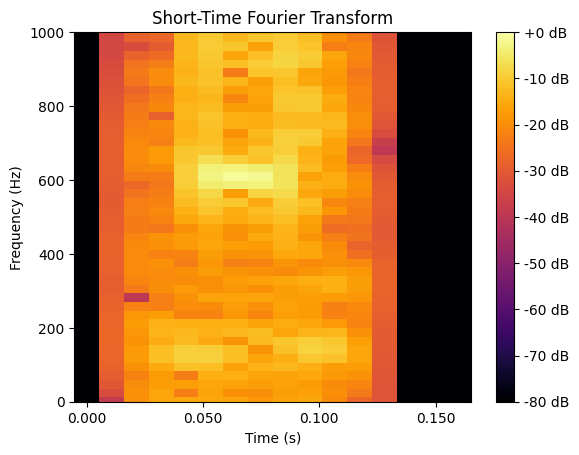 Short-Time Fourier Transform
1000
800
600
400
200
0
Frequency (Hz)
0.000
0.050
0.100
0.150
Time (s)
+0 dB
-10 dB
-20 dB
-30 dB
-40 dB
-50 dB
-60 dB
-70 dB
-80 dB